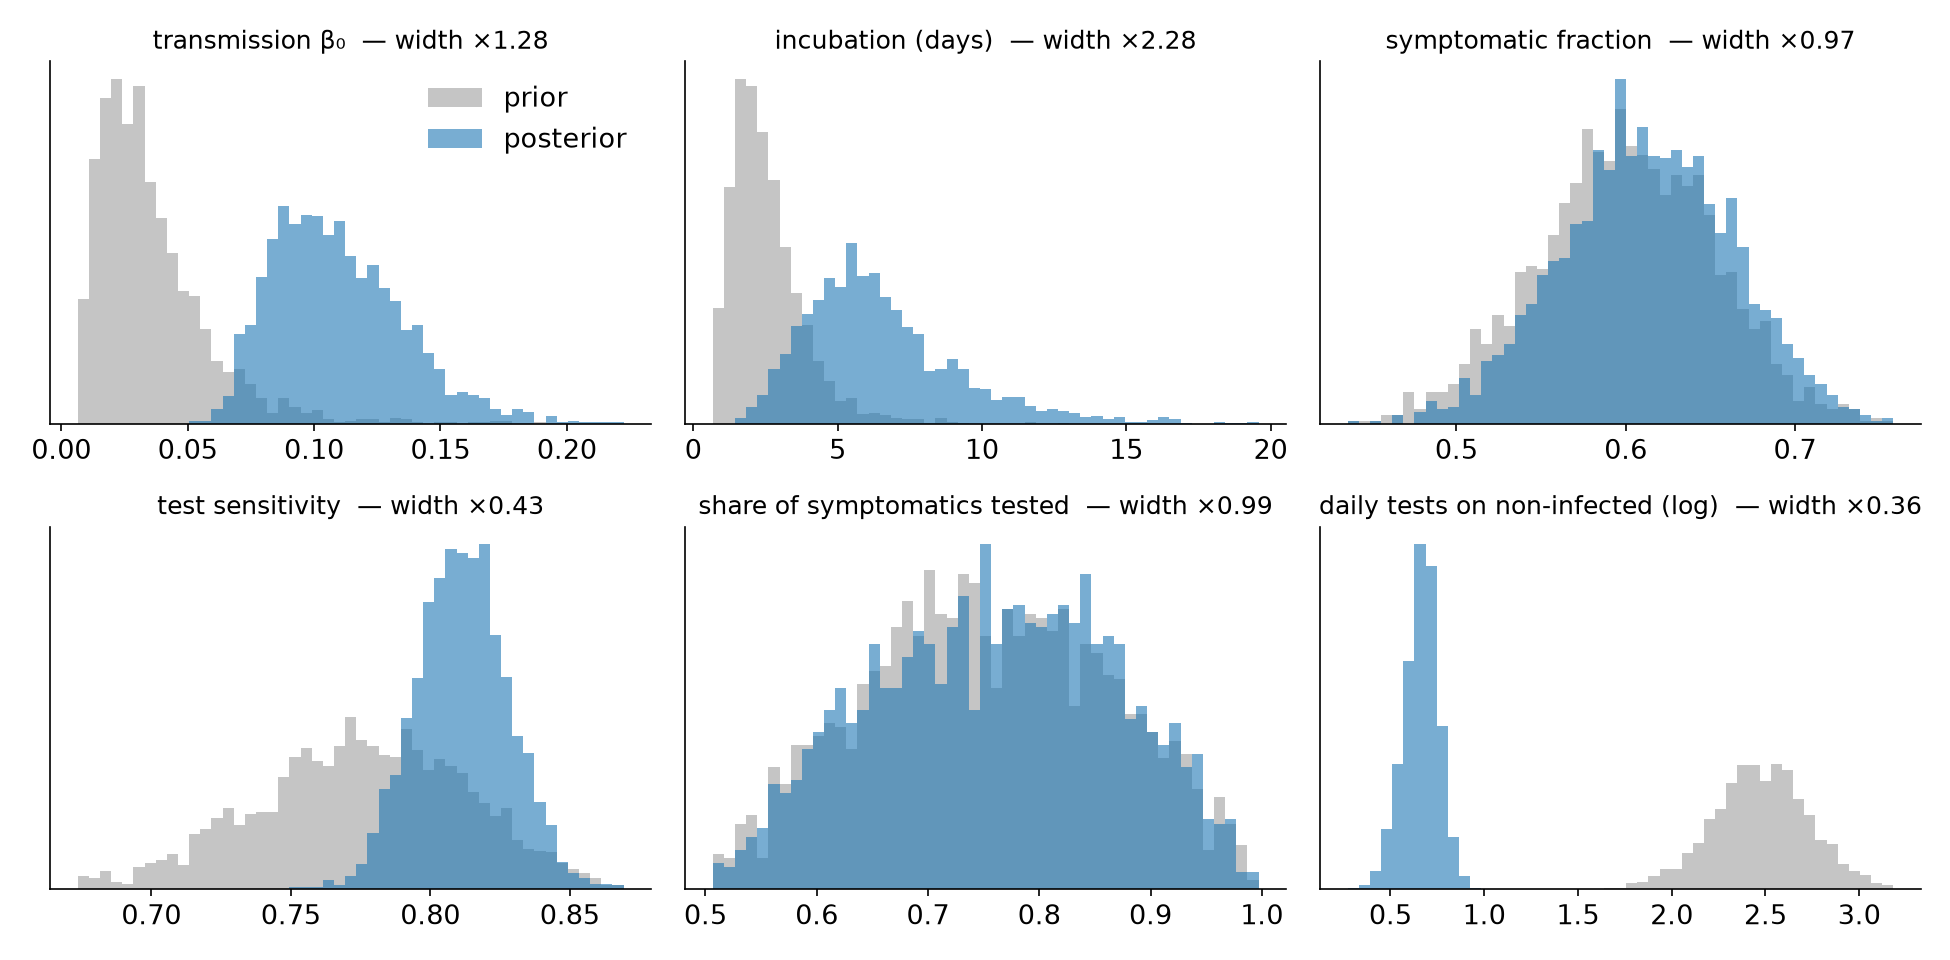 transmission β₀ — width ×1.28
prior
posterior
0.00 0.05 0.10 0.15 0.20
incubation (days) — width ×2.28
0 5 10 15 20
symptomatic fraction — width ×0.97
0.5 0.6 0.7
test sensitivity — width ×0.43
0.70 0.75 0.80 0.85
share of symptomatics tested — width ×0.99
0.5 0.6 0.7 0.8 0.9 1.0
daily tests on non-infected (log) — width ×0.36
0.5 1.0 1.5 2.0 2.5 3.0